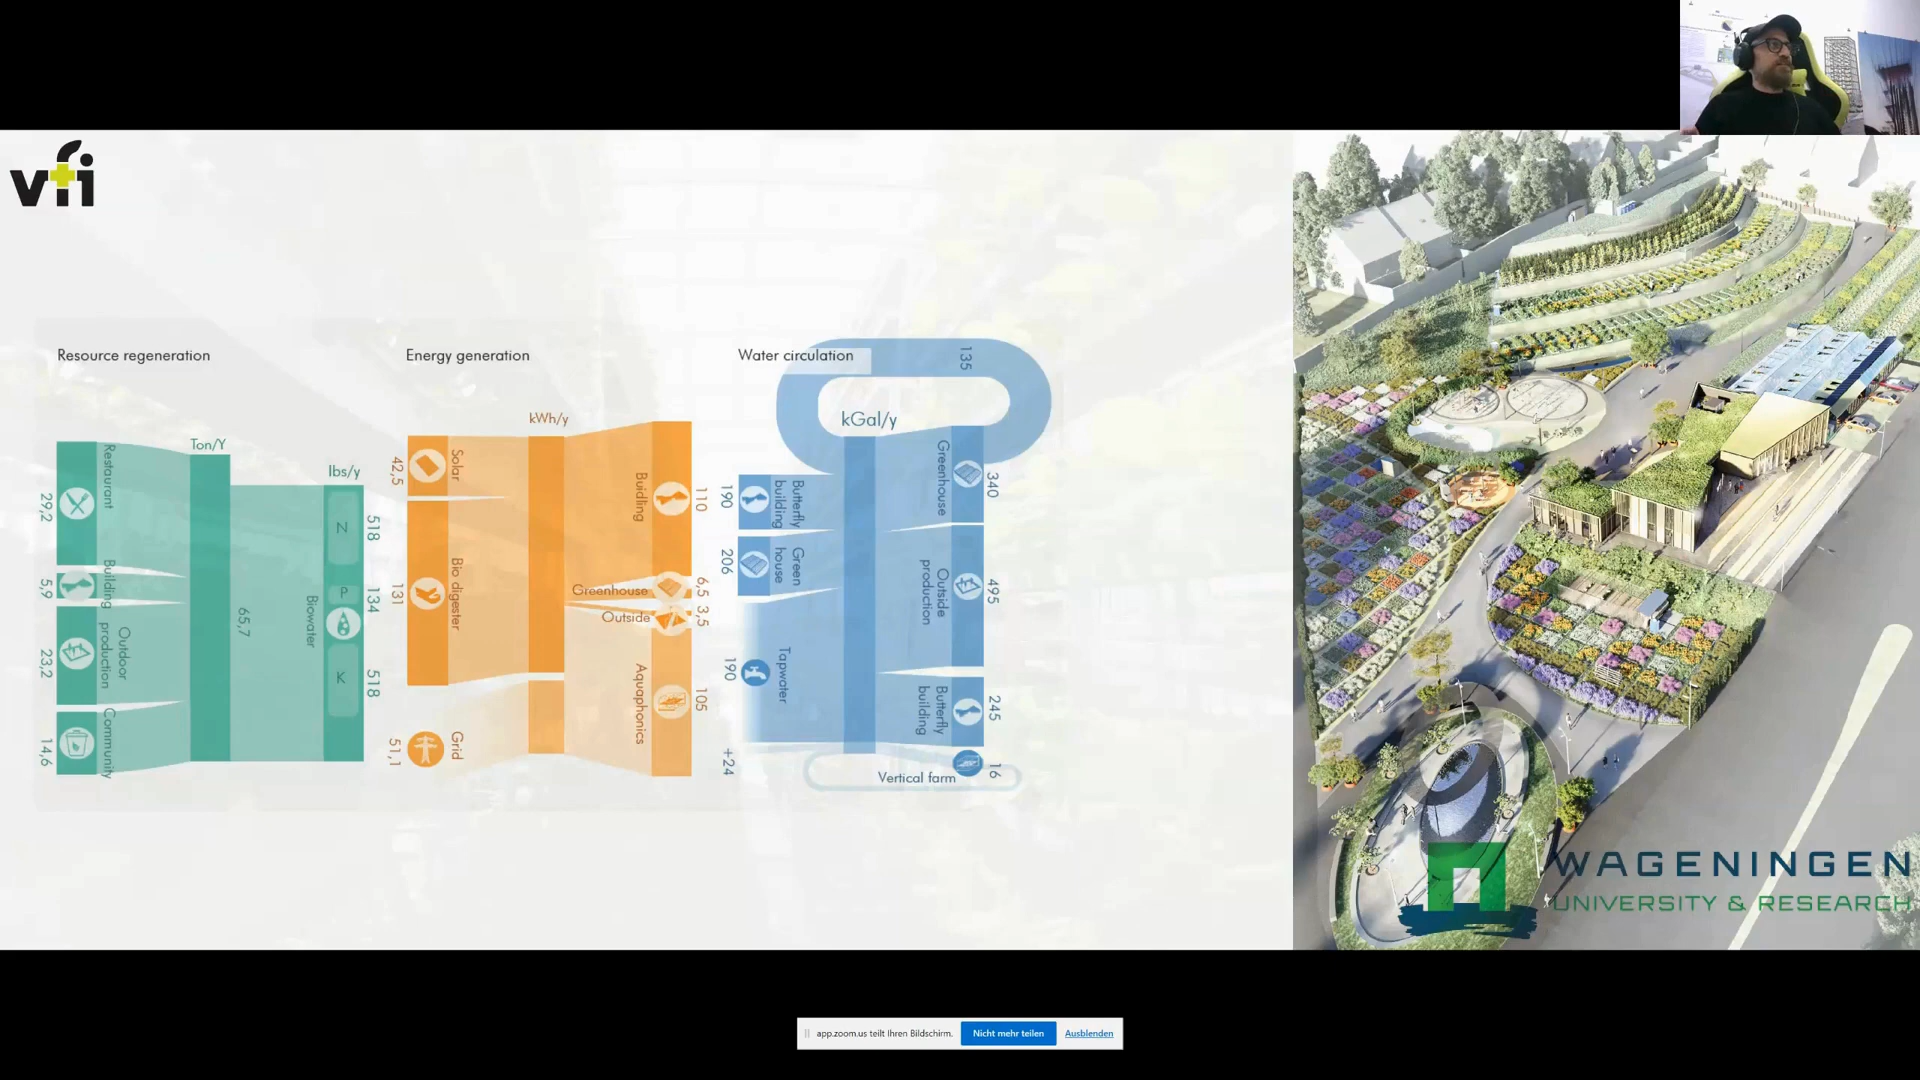 vfi
Resource regeneration
Ton/Y
lbs/y
Restaurant
29,2
Building
5,9
Outdoor
production
23,2
Community
14,6
65,7
Biowater
N
518
P
134
K
518
Energy generation
kWh/y
Solar
42,5
Bio digester
131
Grid
51,1
Buidling
110
Greenhouse
6,5
Outside
3,5
Aquaphonics
105
Water circulation
135
kGal/y
Butterfly
building
190
Green
house
206
Tapwater
190
+24
Greenhouse
340
Outside
production
495
Butterfly
building
245
Vertical farm
16
WAGENINGEN
UNIVERSITY & RESEARCH
app.zoom.us teilt Ihren Bildschirm.
Nicht mehr teilen
Ausblenden